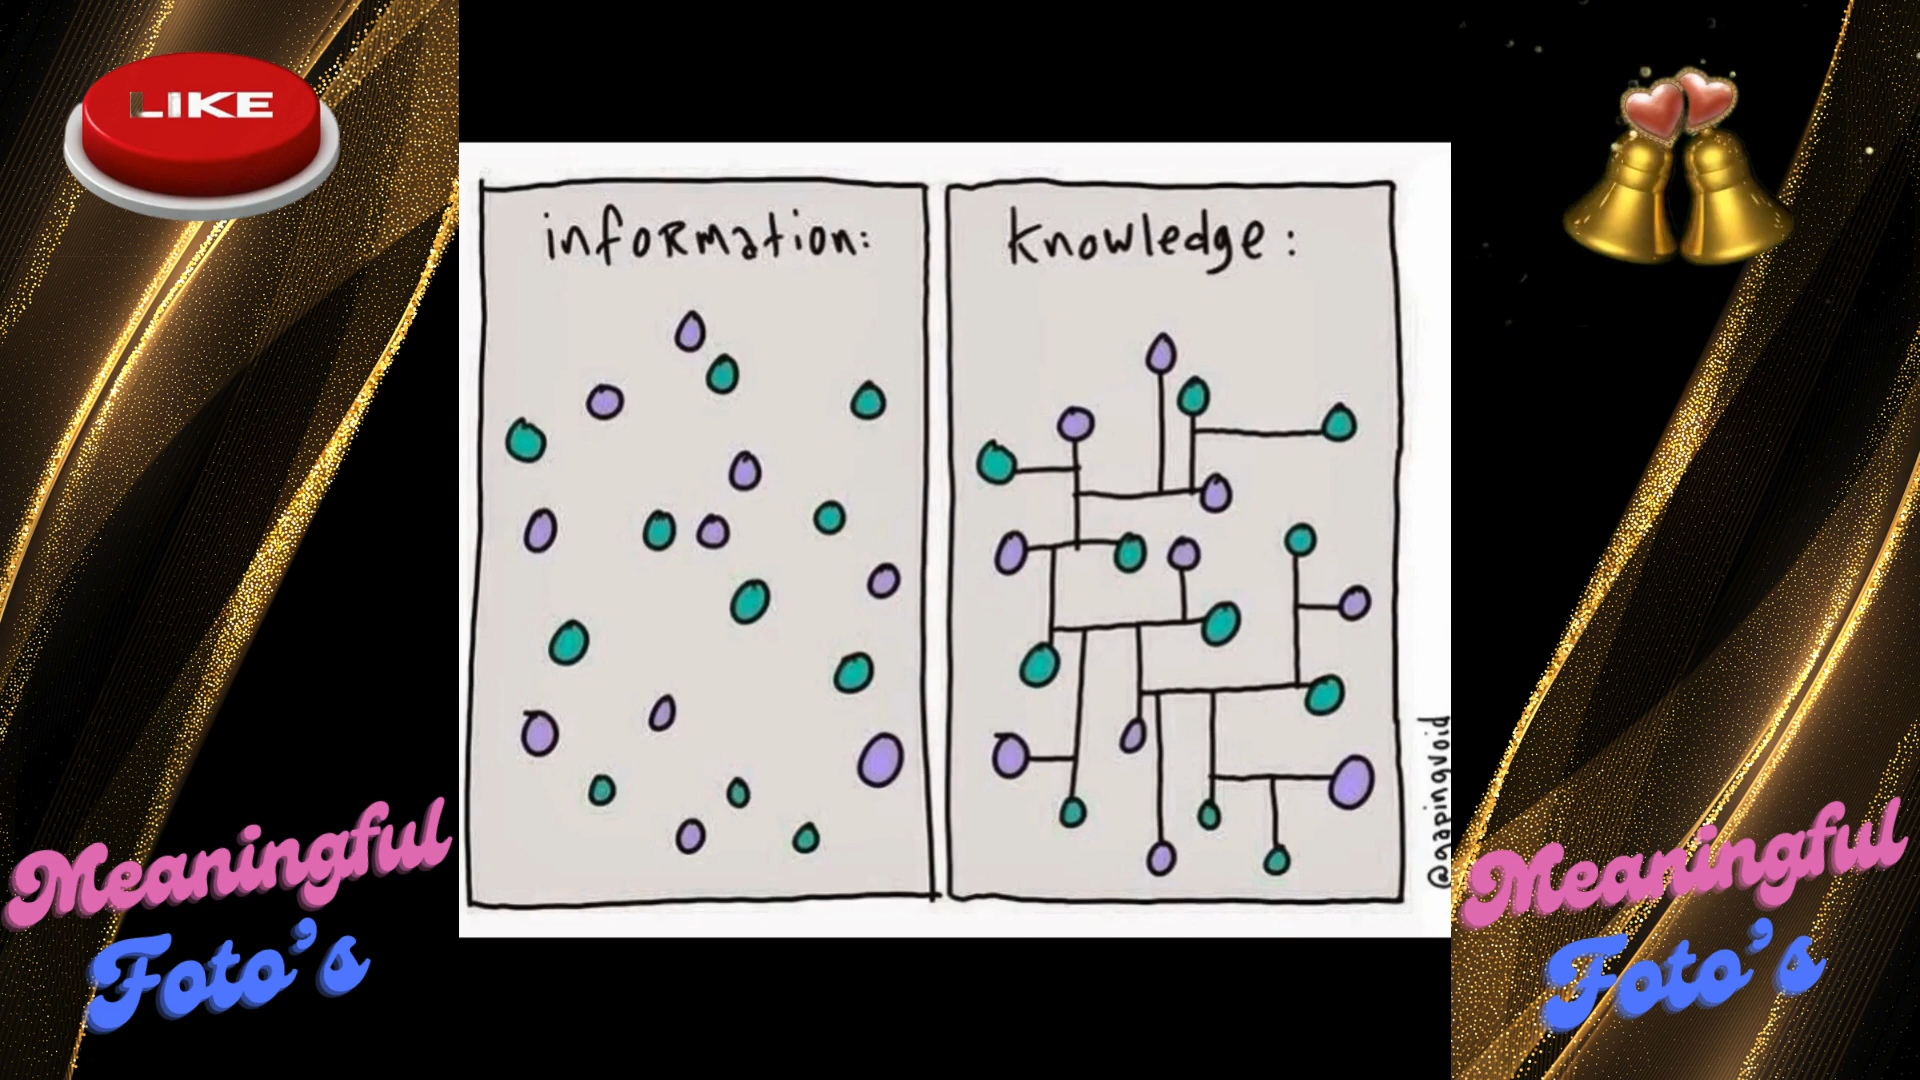 LIKE
information:
knowledge:
@gapingvoid
Meaningful
Foto's
Meaningful
Foto's